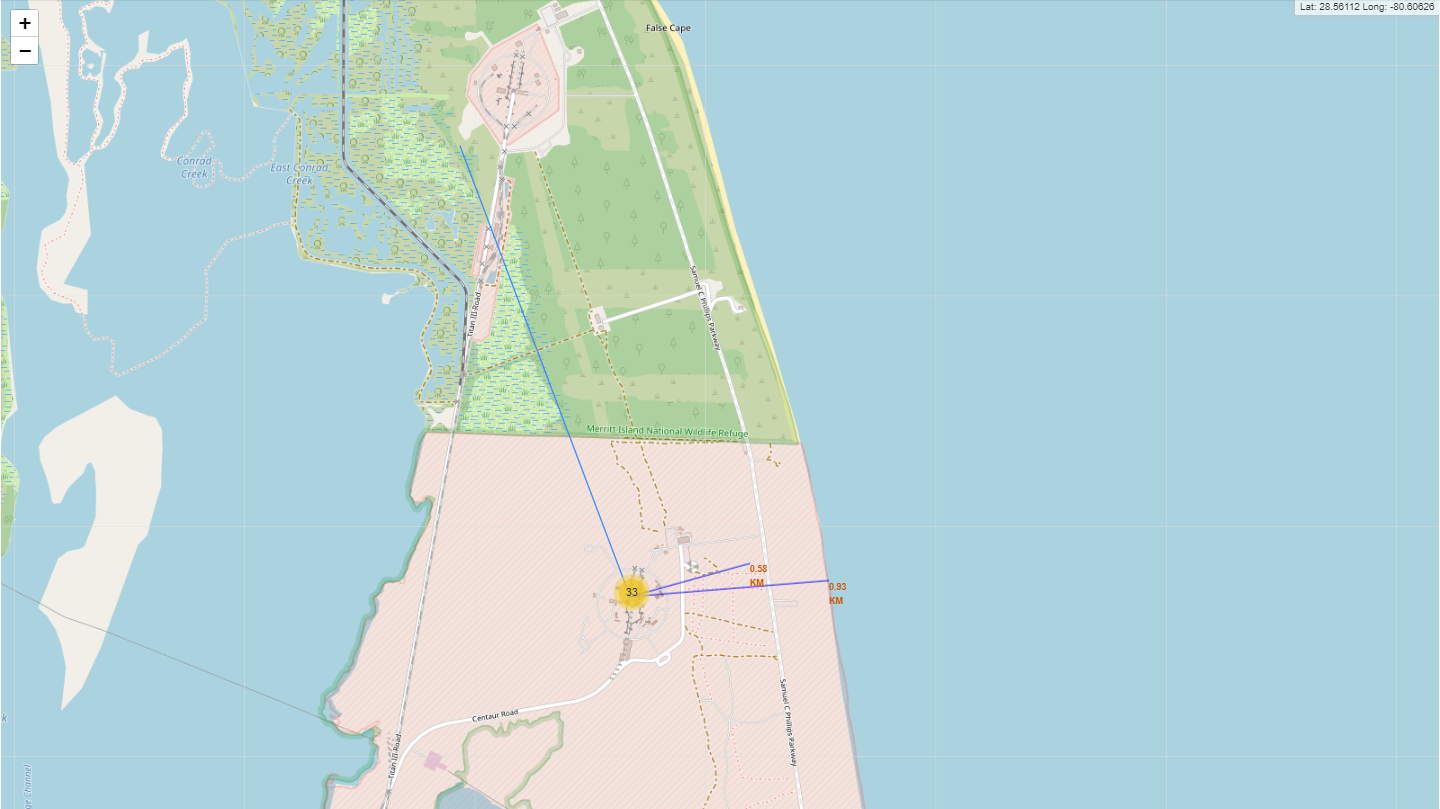 +
−
Lat: 28.56112 Long: -80.60626
False Cape
Conrad
Creek
East Conrad
Creek
Samuel C Phillips Parkway
Titan III Road
Merritt Island National Wildlife Refuge
0.58
KM
33
0.93
KM
Centaur Road
Samuel C Phillips Parkway
Titan III Road
k
ge Channel